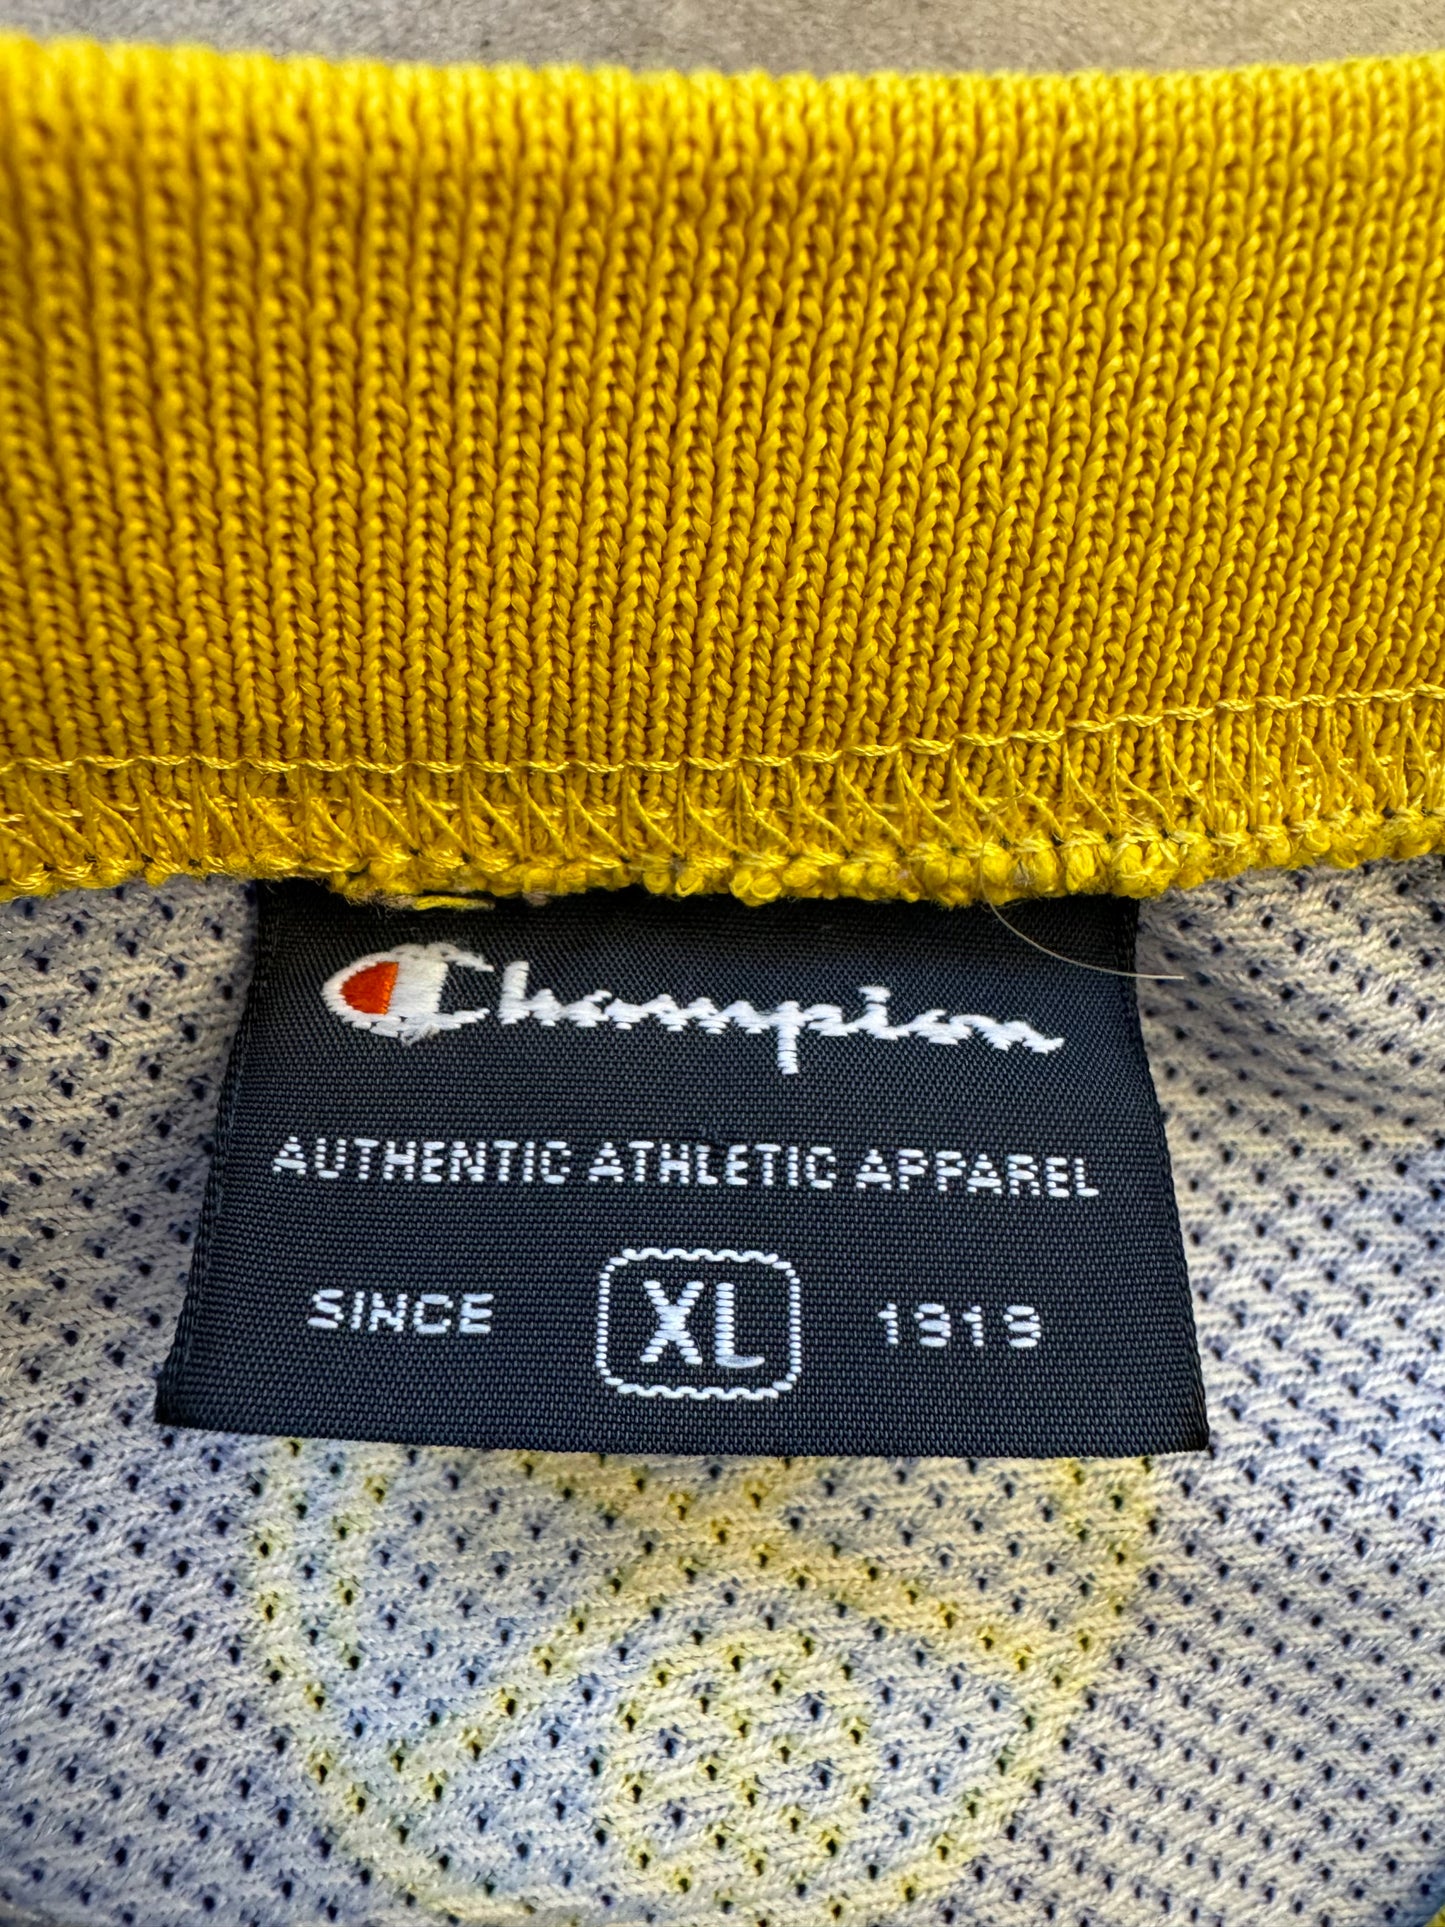 Champion
AUTHENTIC ATHLETIC APPAREL
SINCE XL 1919